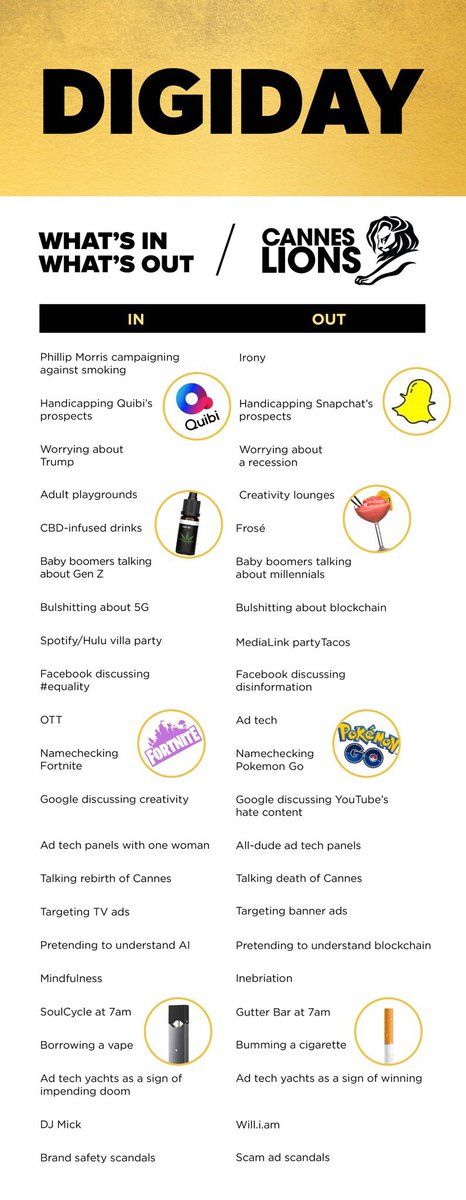 DIGIDAY
WHAT'S IN
WHAT'S OUT
/
CANNES
LIONS
IN
OUT
Phillip Morris campaigning
against smoking
Irony
Handicapping Quibi's
prospects
Quibi
Handicapping Snapchat's
prospects
Worrying about
Trump
Worrying about
a recession
Adult playgrounds
Creativity lounges
CBD-infused drinks
Frosé
Baby boomers talking
about Gen Z
Baby boomers talking
about millennials
Bulshitting about 5G
Bulshitting about blockchain
Spotify/Hulu villa party
MediaLink partyTacos
Facebook discussing
#equality
Facebook discussing
disinformation
OTT
Ad tech
Namechecking
Fortnite
FORTNITE
Namechecking
Pokemon Go
POKÉMON
GO
Google discussing creativity
Google discussing YouTube's
hate content
Ad tech panels with one woman
All-dude ad tech panels
Talking rebirth of Cannes
Talking death of Cannes
Targeting TV ads
Targeting banner ads
Pretending to understand AI
Pretending to understand blockchain
Mindfulness
Inebriation
SoulCycle at 7am
Gutter Bar at 7am
Borrowing a vape
Bumming a cigarette
Ad tech yachts as a sign of
impending doom
Ad tech yachts as a sign of winning
DJ Mick
Will.i.am
Brand safety scandals
Scam ad scandals